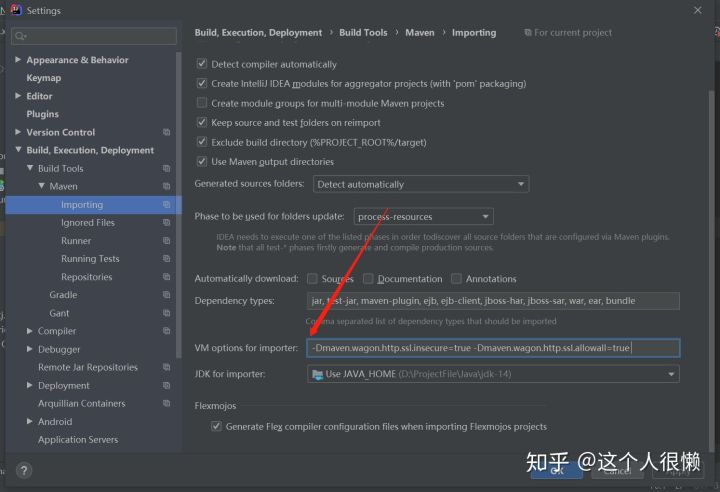 Settings
Build, Execution, Deployment › Build Tools › Maven › Importing For current project
Appearance & Behavior
Keymap
Editor
Plugins
Version Control
Build, Execution, Deployment
Build Tools
Maven
Importing
Ignored Files
Runner
Running Tests
Repositories
Gradle
Gant
Compiler
Debugger
Remote Jar Repositories
Deployment
Arquillian Containers
Android
Application Servers
Detect compiler automatically
Create IntelliJ IDEA modules for aggregator projects (with 'pom' packaging)
Create module groups for multi-module Maven projects
Keep source and test folders on reimport
Exclude build directory (%PROJECT_ROOT%/target)
Use Maven output directories
Generated sources folders: Detect automatically
Phase to be used for folders update: process-resources
IDEA needs to execute one of the listed phases in order todiscover all source folders that are configured via Maven plugins.
Note that all test-* phases firstly generate and compile production sources.
Automatically download: Sources Documentation Annotations
Dependency types: jar, test-jar, maven-plugin, ejb, ejb-client, jboss-har, jboss-sar, war, ear, bundle
Comma separated list of dependency types that should be imported
VM options for importer: -Dmaven.wagon.http.ssl.insecure=true -Dmaven.wagon.http.ssl.allowall=true
JDK for importer: Use JAVA_HOME (D:\ProjectFile\Java\jdk-14)
Flexmojos
Generate Flex compiler configuration files when importing Flexmojos projects
?
OK Cancel Apply
知乎 @这个人很懒